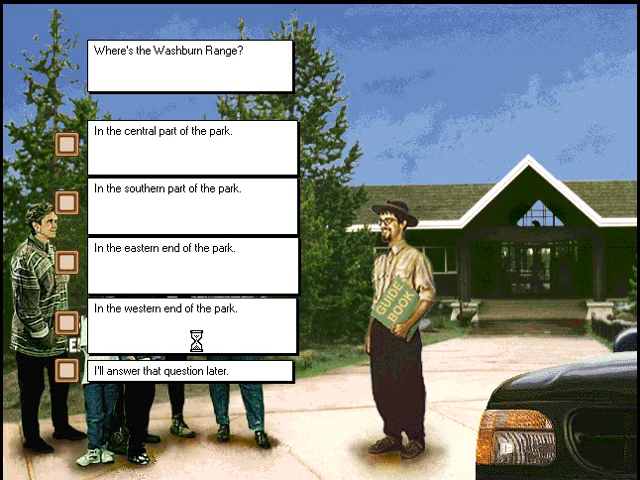 Where's the Washburn Range?
In the central part of the park.
In the southern part of the park.
In the eastern end of the park.
In the western end of the park.
I'll answer that question later.
GUIDE
BOOK